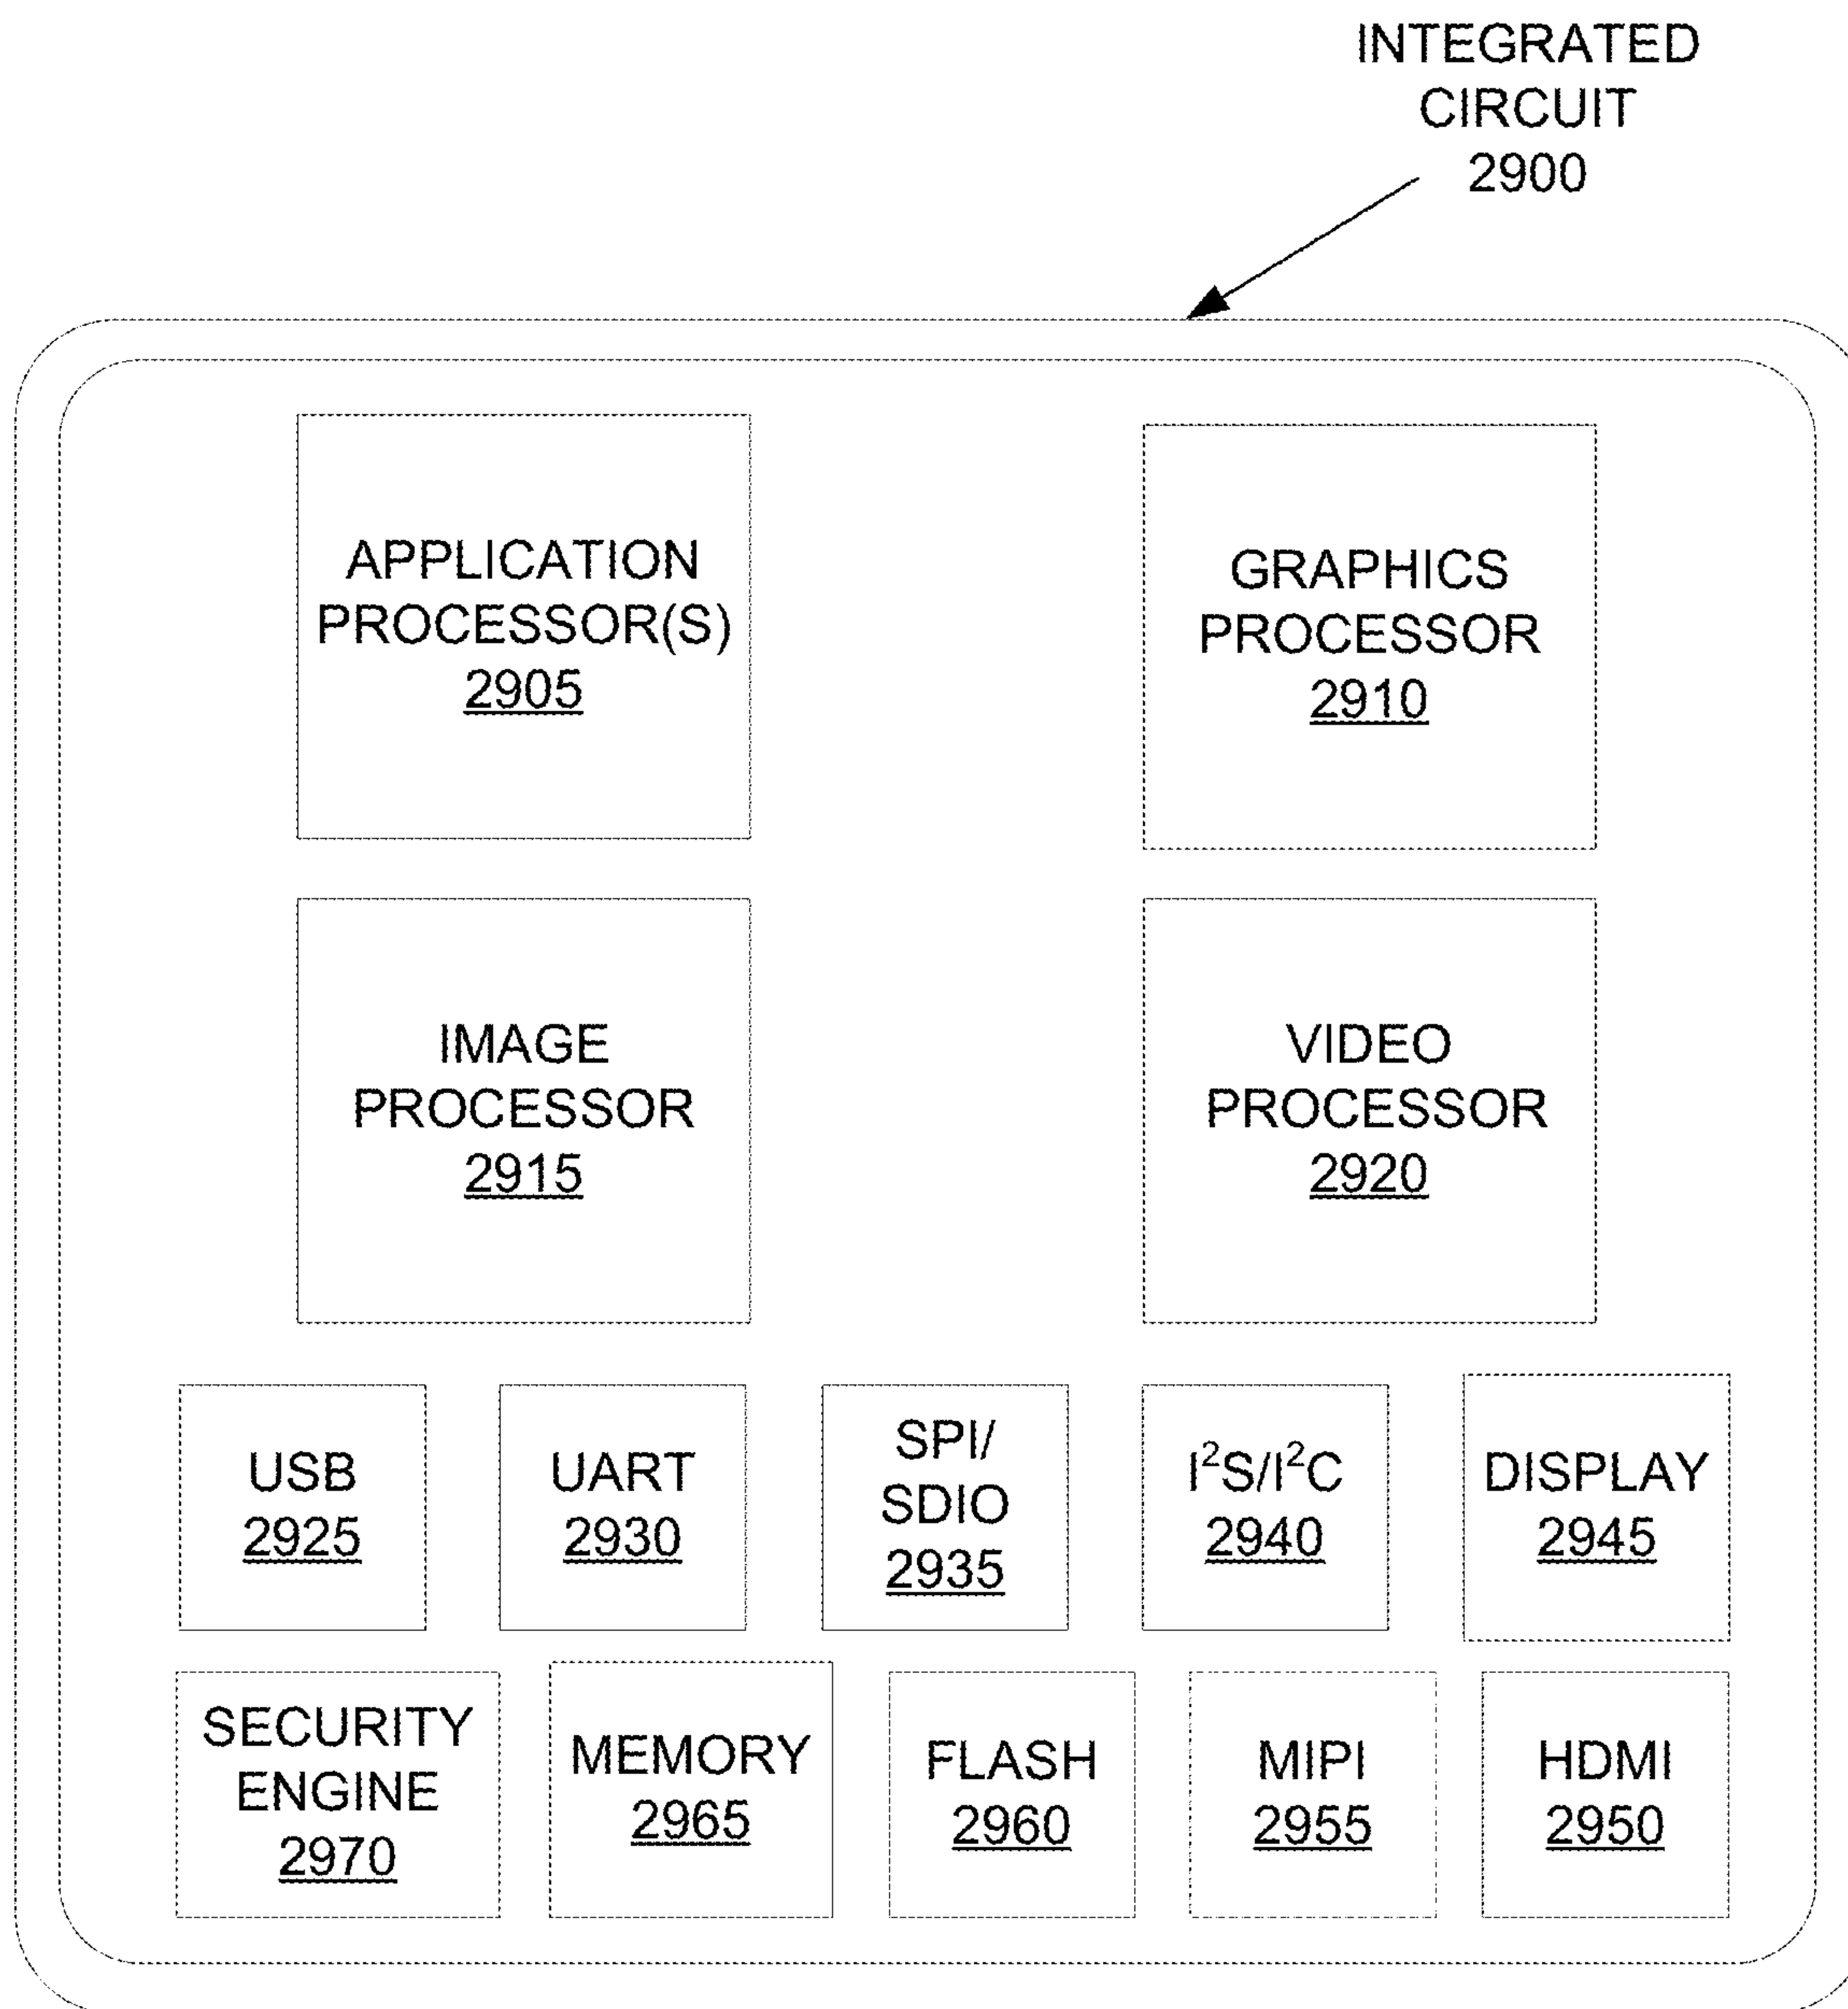 INTEGRATED
CIRCUIT
2900
APPLICATION
PROCESSOR(S)
2905
GRAPHICS
PROCESSOR
2910
IMAGE
PROCESSOR
2915
VIDEO
PROCESSOR
2920
USB
2925
UART
2930
SPI/
SDIO
2935
I²S/I²C
2940
DISPLAY
2945
SECURITY
ENGINE
2970
MEMORY
2965
FLASH
2960
MIPI
2955
HDMI
2950